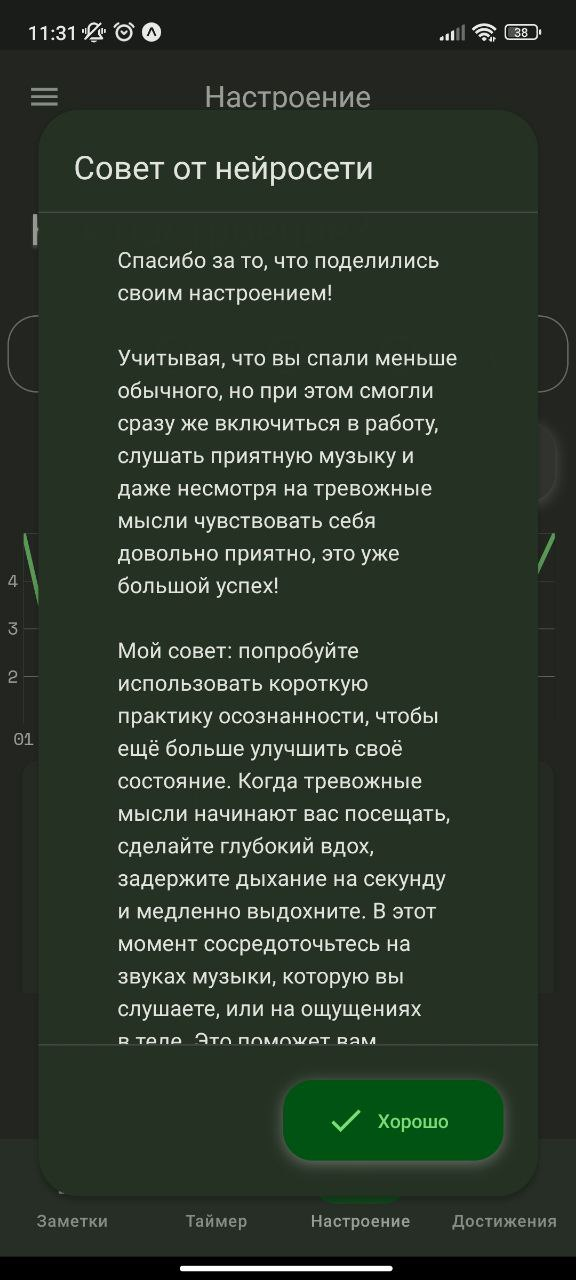 11:31
38
Настроение
Совет от нейросети
Спасибо за то, что поделились
своим настроением!
Учитывая, что вы спали меньше
обычного, но при этом смогли
сразу же включиться в работу,
слушать приятную музыку и
даже несмотря на тревожные
мысли чувствовать себя
довольно приятно, это уже
большой успех!
Мой совет: попробуйте
использовать короткую
практику осознанности, чтобы
ещё больше улучшить своё
состояние. Когда тревожные
мысли начинают вас посещать,
сделайте глубокий вдох,
задержите дыхание на секунду
и медленно выдохните. В этот
момент сосредоточьтесь на
звуках музыки, которую вы
слушаете, или на ощущениях
в теле. Это поможет вам
4
3
2
01
Хорошо
Заметки
Таймер
Настроение
Достижения